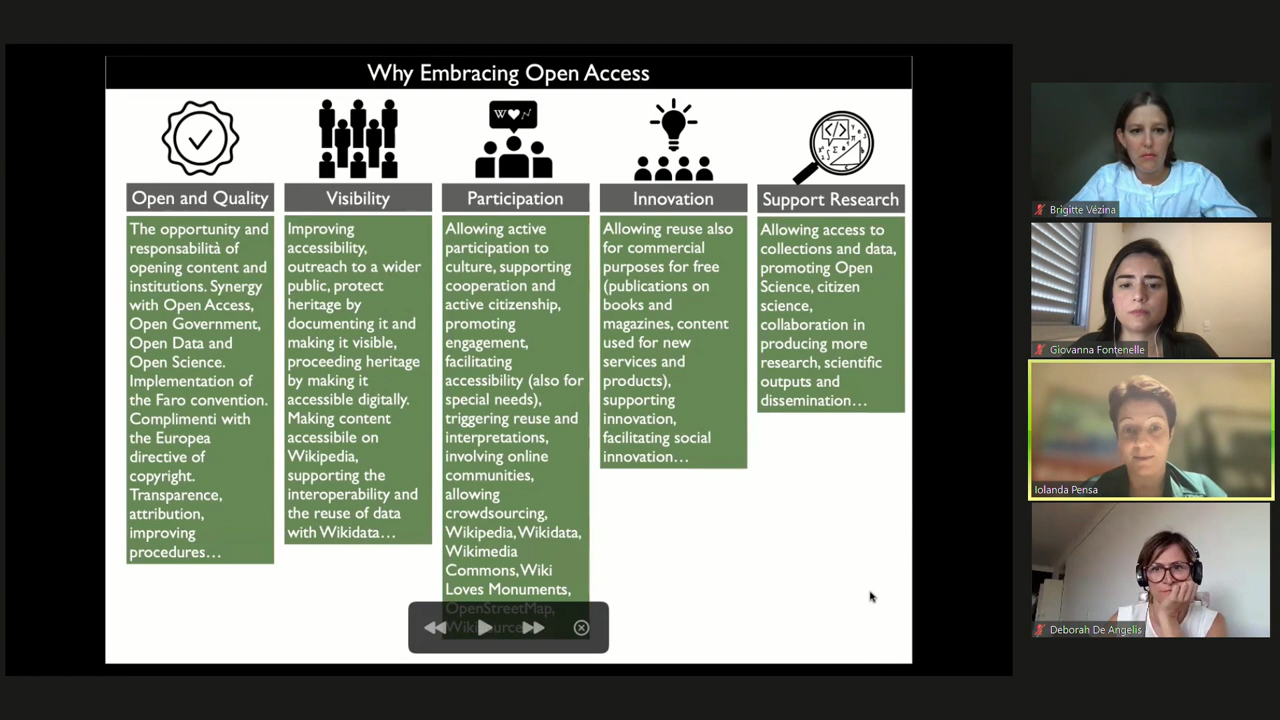 Why Embracing Open Access
W
</>
Open and Quality
The opportunity and
responsabilità of
opening content and
institutions. Synergy
with Open Access,
Open Government,
Open Data and
Open Science.
Implementation of
the Faro convention.
Complimenti with
the Europea
directive of
copyright.
Transparence,
attribution,
improving
procedures…
Visibility
Improving
accessibility,
outreach to a wider
public, protect
heritage by
documenting it and
making it visible,
proceeding heritage
by making it
accessible digitally.
Making content
accessibile on
Wikipedia,
supporting the
interoperability and
the reuse of data
with Wikidata…
Participation
Allowing active
participation to
culture, supporting
cooperation and
active citizenship,
promoting
engagement,
facilitating
accessibility (also for
special needs),
triggering reuse and
interpretations,
involving online
communities,
allowing
crowdsourcing,
Wikipedia, Wikidata,
Wikimedia
Commons, Wiki
Loves Monuments,
OpenStreetMap,
Innovation
Allowing reuse also
for commercial
purposes for free
(publications on
books and
magazines, content
used for new
services and
products),
supporting
innovation,
facilitating social
innovation…
Support Research
Allowing access to
collections and data,
promoting Open
Science, citizen
science,
collaboration in
producing more
research, scientific
outputs and
dissemination…
Brigitte Vézina
Giovanna Fontenelle
Iolanda Pensa
Deborah De Angelis